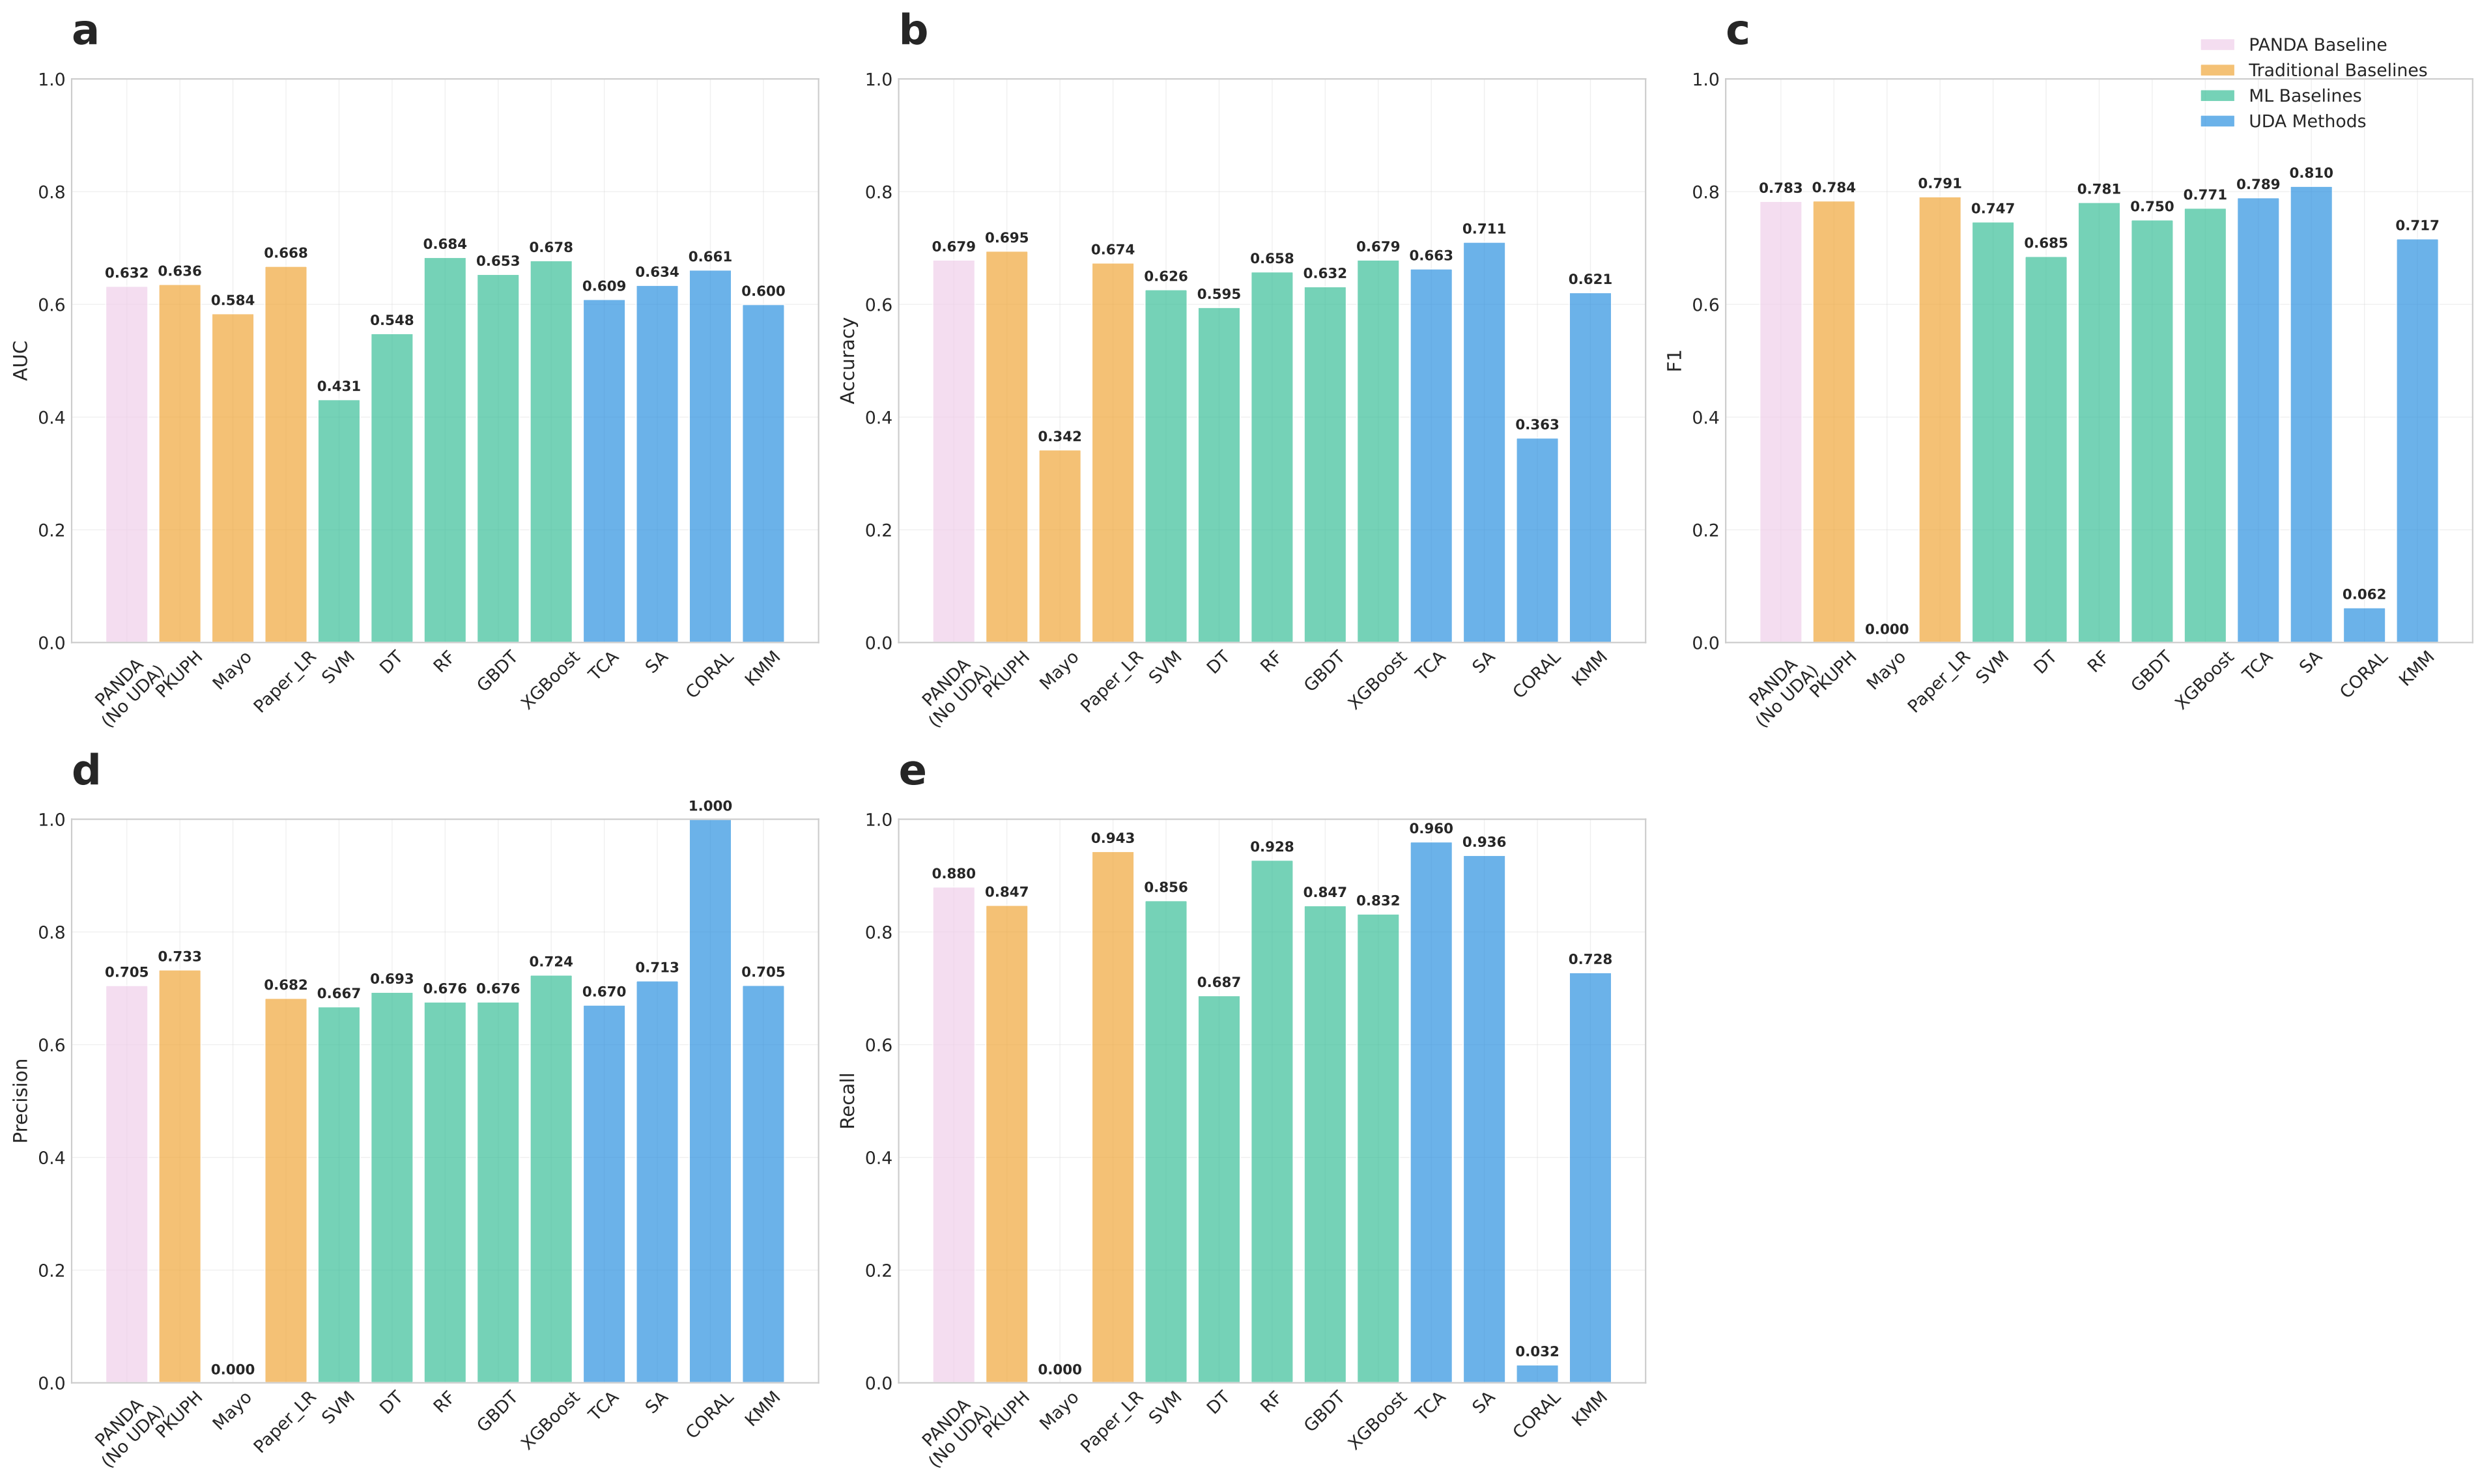 a
1.0
0.8
0.6
0.4
0.2
0.0
AUC
0.632
0.636
0.584
0.668
0.431
0.548
0.684
0.653
0.678
0.609
0.634
0.661
0.600
PANDA
(No UDA)
PKUPH
Mayo
Paper_LR
SVM
DT
RF
GBDT
XGBoost
TCA
SA
CORAL
KMM
b
1.0
0.8
0.6
0.4
0.2
0.0
Accuracy
0.679
0.695
0.342
0.674
0.626
0.595
0.658
0.632
0.679
0.663
0.711
0.363
0.621
PANDA
(No UDA)
PKUPH
Mayo
Paper_LR
SVM
DT
RF
GBDT
XGBoost
TCA
SA
CORAL
KMM
c
PANDA Baseline
Traditional Baselines
ML Baselines
UDA Methods
1.0
0.8
0.6
0.4
0.2
0.0
F1
0.783
0.784
0.000
0.791
0.747
0.685
0.781
0.750
0.771
0.789
0.810
0.062
0.717
PANDA
(No UDA)
PKUPH
Mayo
Paper_LR
SVM
DT
RF
GBDT
XGBoost
TCA
SA
CORAL
KMM
d
1.0
0.8
0.6
0.4
0.2
0.0
Precision
0.705
0.733
0.000
0.682
0.667
0.693
0.676
0.676
0.724
0.670
0.713
1.000
0.705
PANDA
(No UDA)
PKUPH
Mayo
Paper_LR
SVM
DT
RF
GBDT
XGBoost
TCA
SA
CORAL
KMM
e
1.0
0.8
0.6
0.4
0.2
0.0
Recall
0.880
0.847
0.000
0.943
0.856
0.687
0.928
0.847
0.832
0.960
0.936
0.032
0.728
PANDA
(No UDA)
PKUPH
Mayo
Paper_LR
SVM
DT
RF
GBDT
XGBoost
TCA
SA
CORAL
KMM